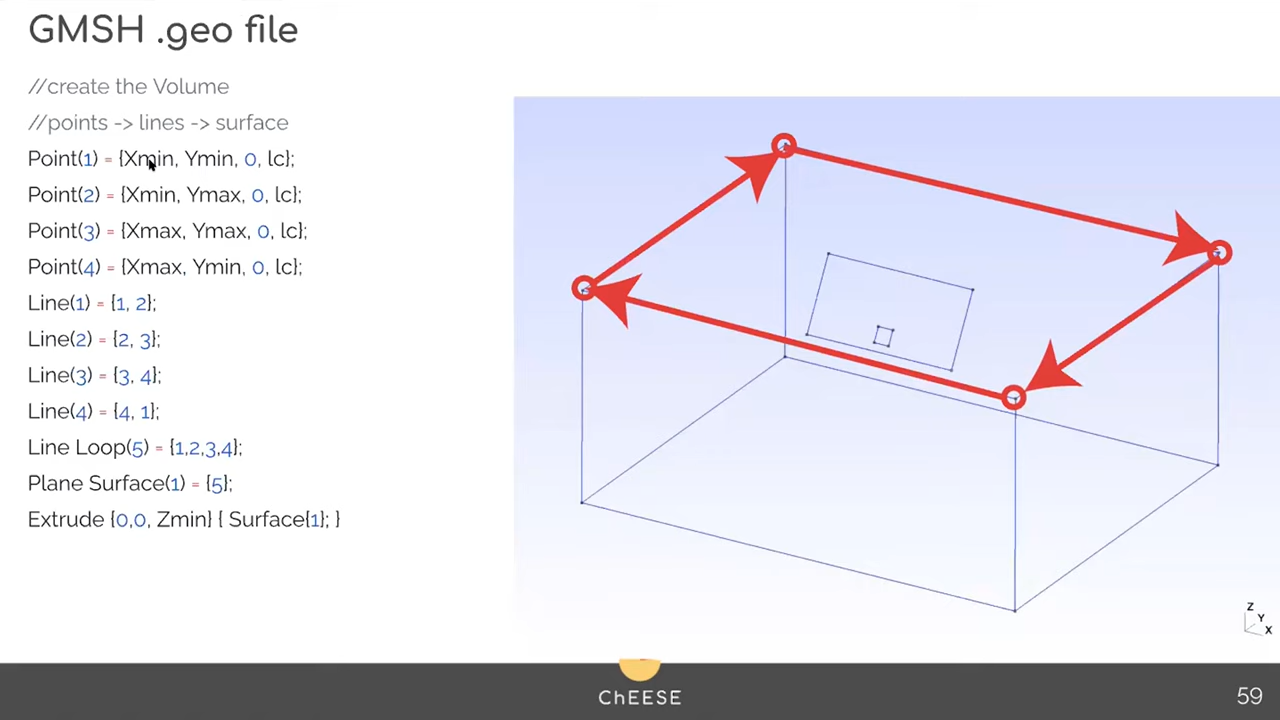 GMSH .geo file
//create the Volume
//points -> lines -> surface
Point(1) = {Xmin, Ymin, 0, lc};
Point(2) = {Xmin, Ymax, 0, lc};
Point(3) = {Xmax, Ymax, 0, lc};
Point(4) = {Xmax, Ymin, 0, lc};
Line(1) = {1, 2};
Line(2) = {2, 3};
Line(3) = {3, 4};
Line(4) = {4, 1};
Line Loop(5) = {1,2,3,4};
Plane Surface(1) = {5};
Extrude {0,0, Zmin} { Surface{1}; }
Z
Y
X
ChEESE
59